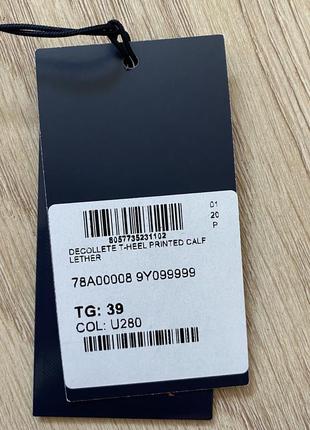 8057735231102
01
20
P
DECOLLETE T-HEEL PRINTED CALF
LETHER
78A00008 9Y099999
TG: 39
COL: U280